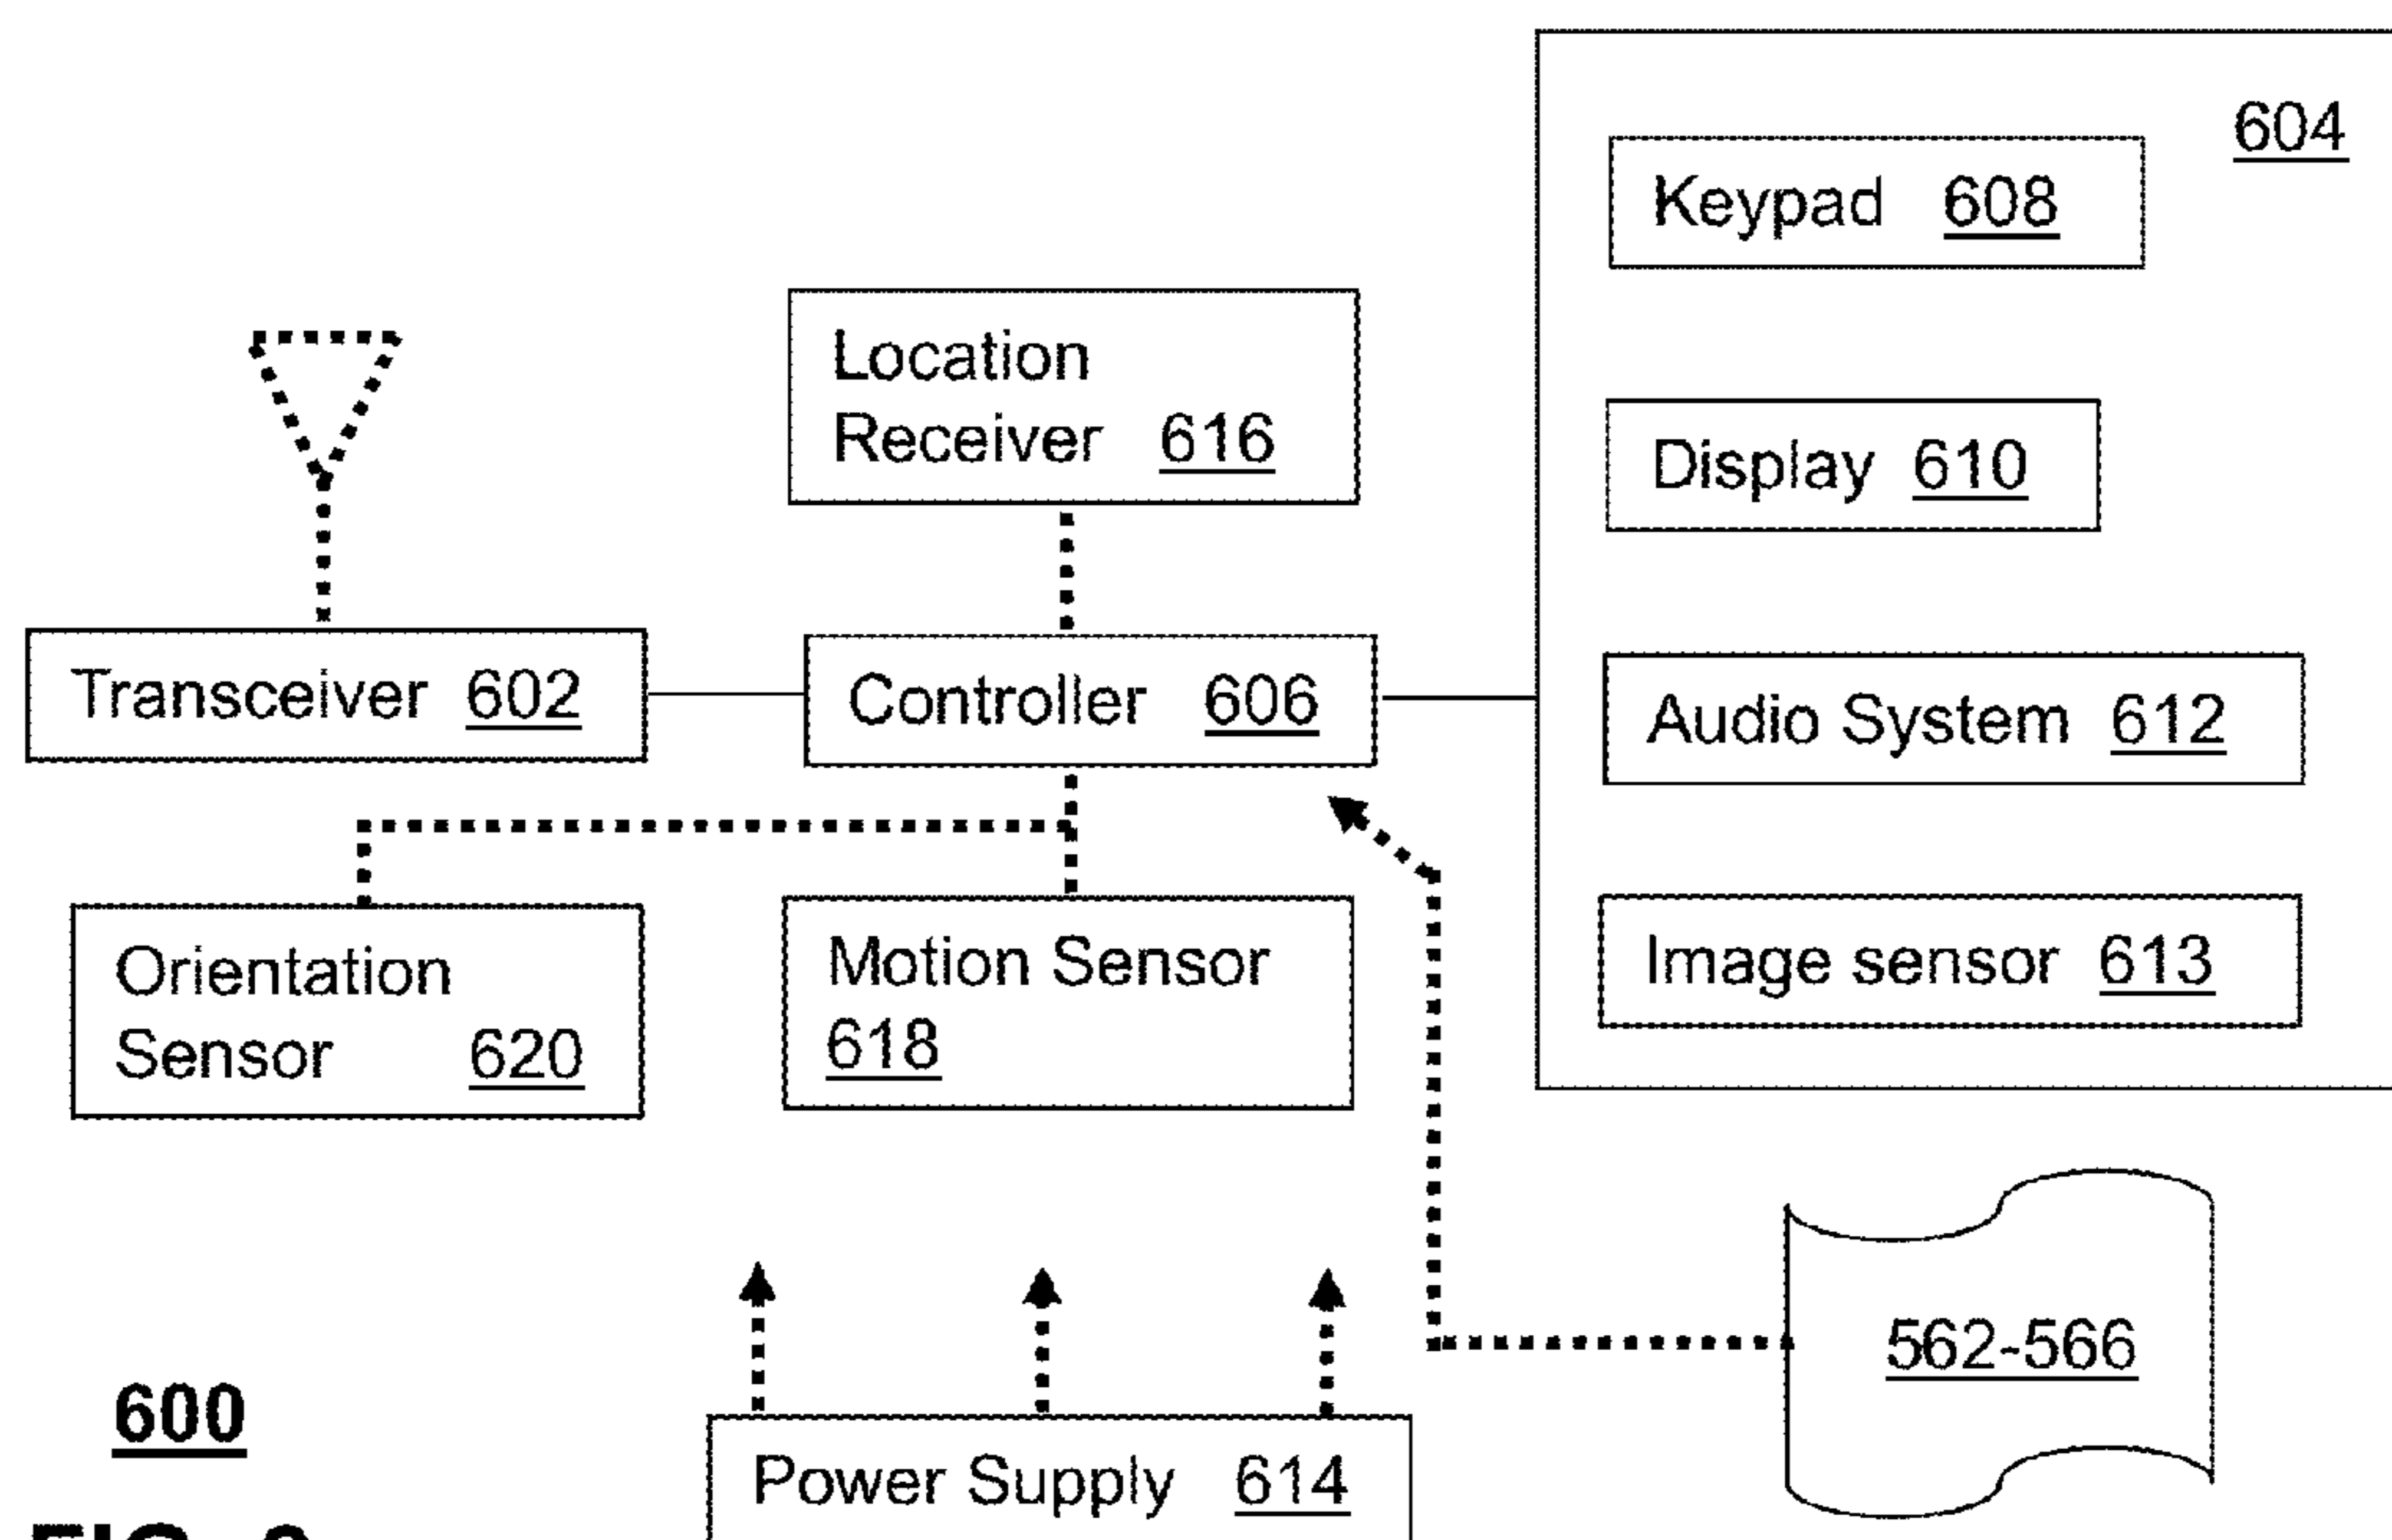 604
Keypad 608
Location
Receiver 616
Display 610
Transceiver 602
Controller 606
Audio System 612
Orientation
Sensor 620
Motion Sensor
618
Image sensor 613
562-566
600
Power Supply 614